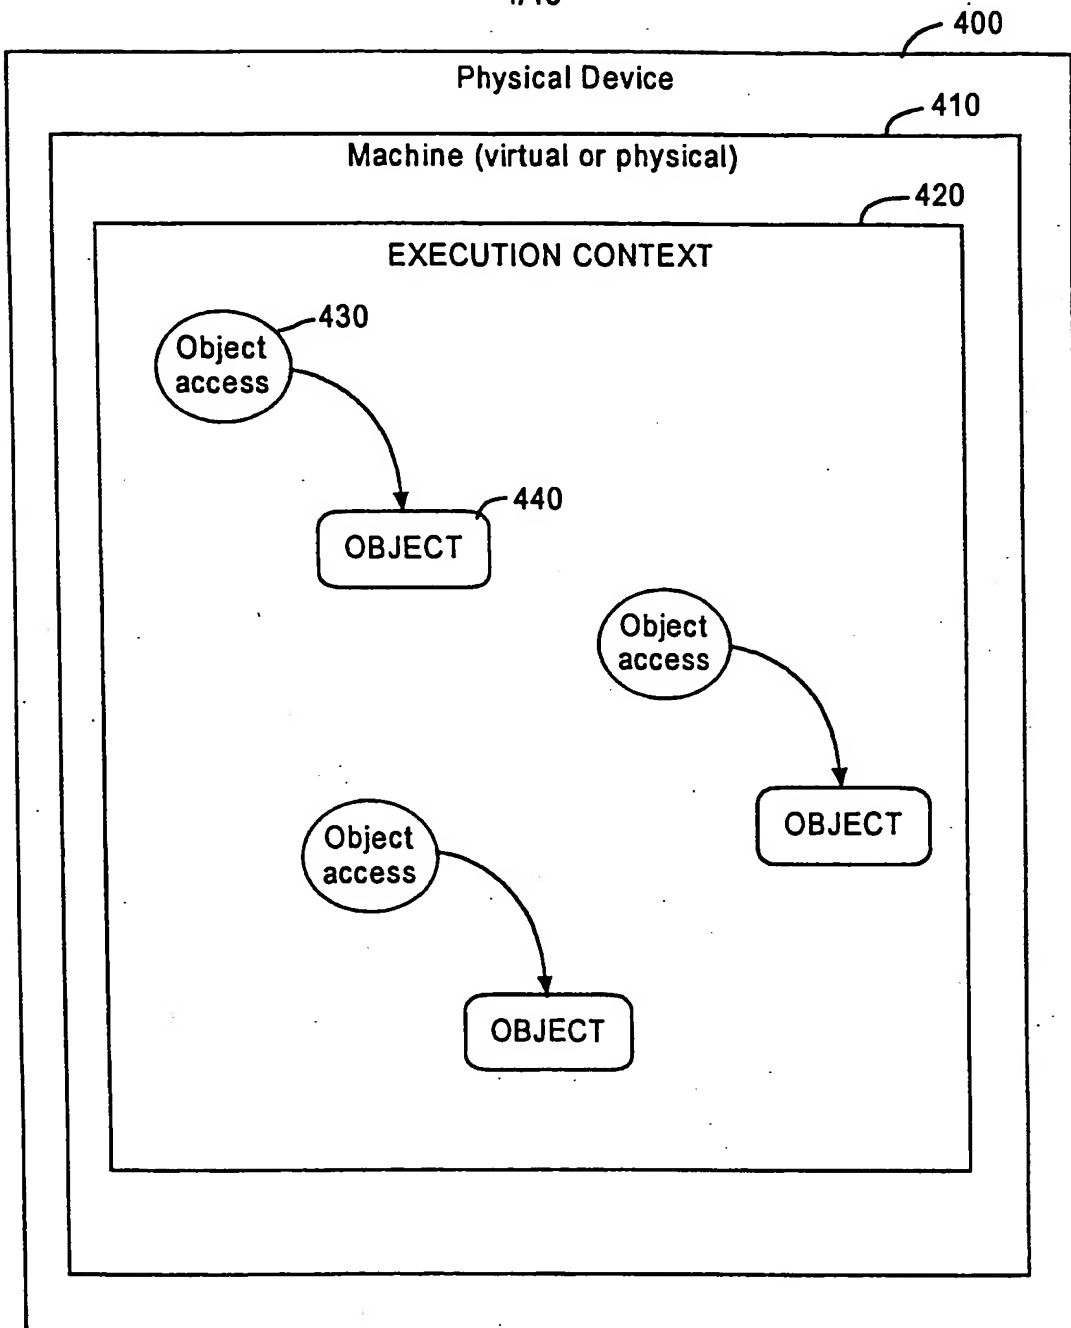 400
Physical Device
410
Machine (virtual or physical)
420
EXECUTION CONTEXT
430
Object
access
440
OBJECT
Object
access
OBJECT
Object
access
OBJECT